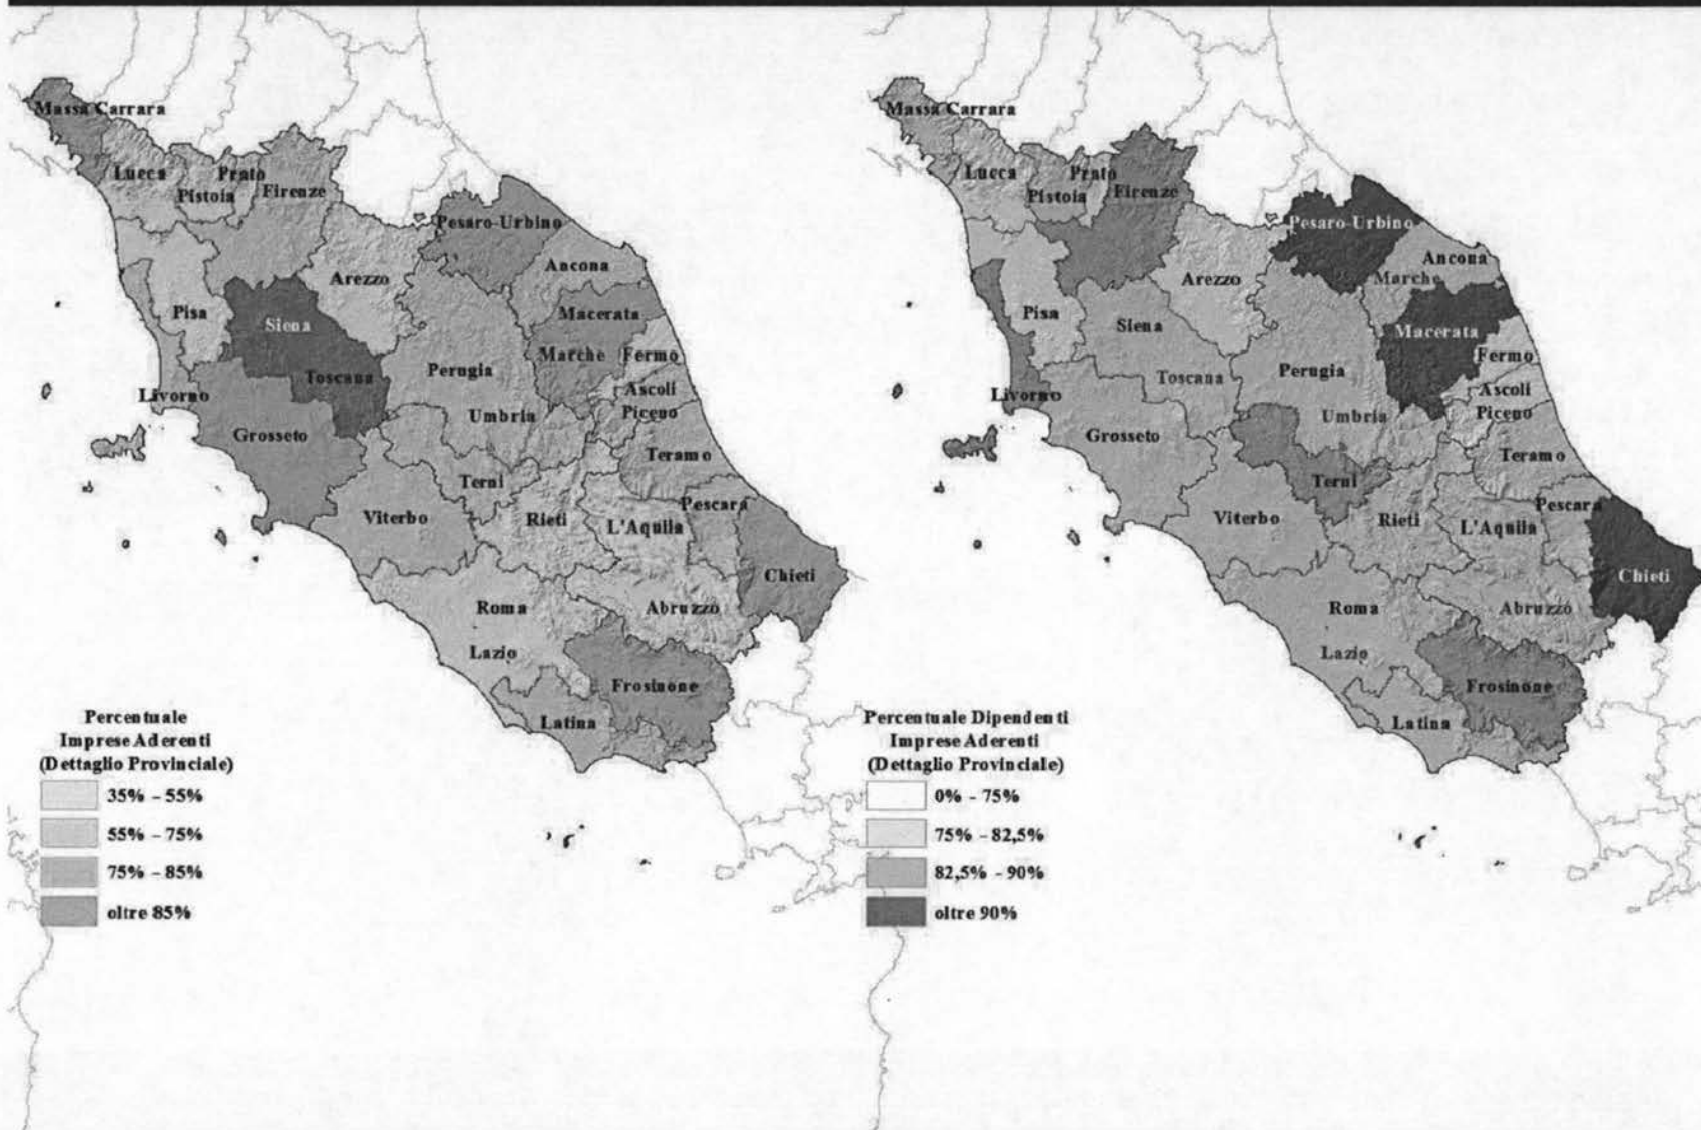 Massa Carrara
Lucca
Prato
Pistoia
Firenze
Pesaro-Urbino
Ancona
Arezzo
Pisa
Siena
Macerata
Marche
Fermo
Perugia
Toscana
Ascoli
Piceno
Livorno
Umbria
Grosseto
Teramo
Terni
Pescara
Viterbo
Rieti
L'Aquila
Chieti
Roma
Abruzzo
Lazio
Frosinone
Latina
Percentuale
Imprese Aderenti
(Dettaglio Provinciale)
35% - 55%
55% - 75%
75% - 85%
oltre 85%
Massa Carrara
Lucca
Prato
Pistoia
Firenze
Pesaro-Urbino
Ancona
Marche
Arezzo
Pisa
Siena
Macerata
Fermo
Perugia
Toscana
Ascoli
Piceno
Livorno
Umbria
Grosseto
Teramo
Terni
Pescara
Viterbo
Rieti
L'Aquila
Chieti
Roma
Abruzzo
Lazio
Frosinone
Latina
Percentuale Dipendenti
Imprese Aderenti
(Dettaglio Provinciale)
0% - 75%
75% - 82,5%
82,5% - 90%
oltre 90%